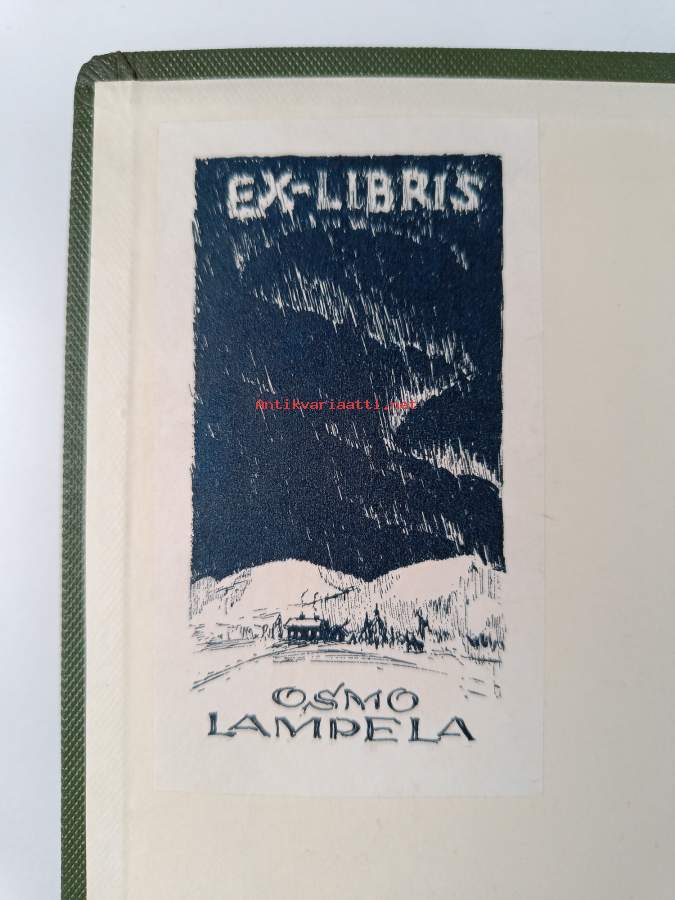 EX-LIBRIS
Antikvariaatti.net
OSMO
LAMPELA